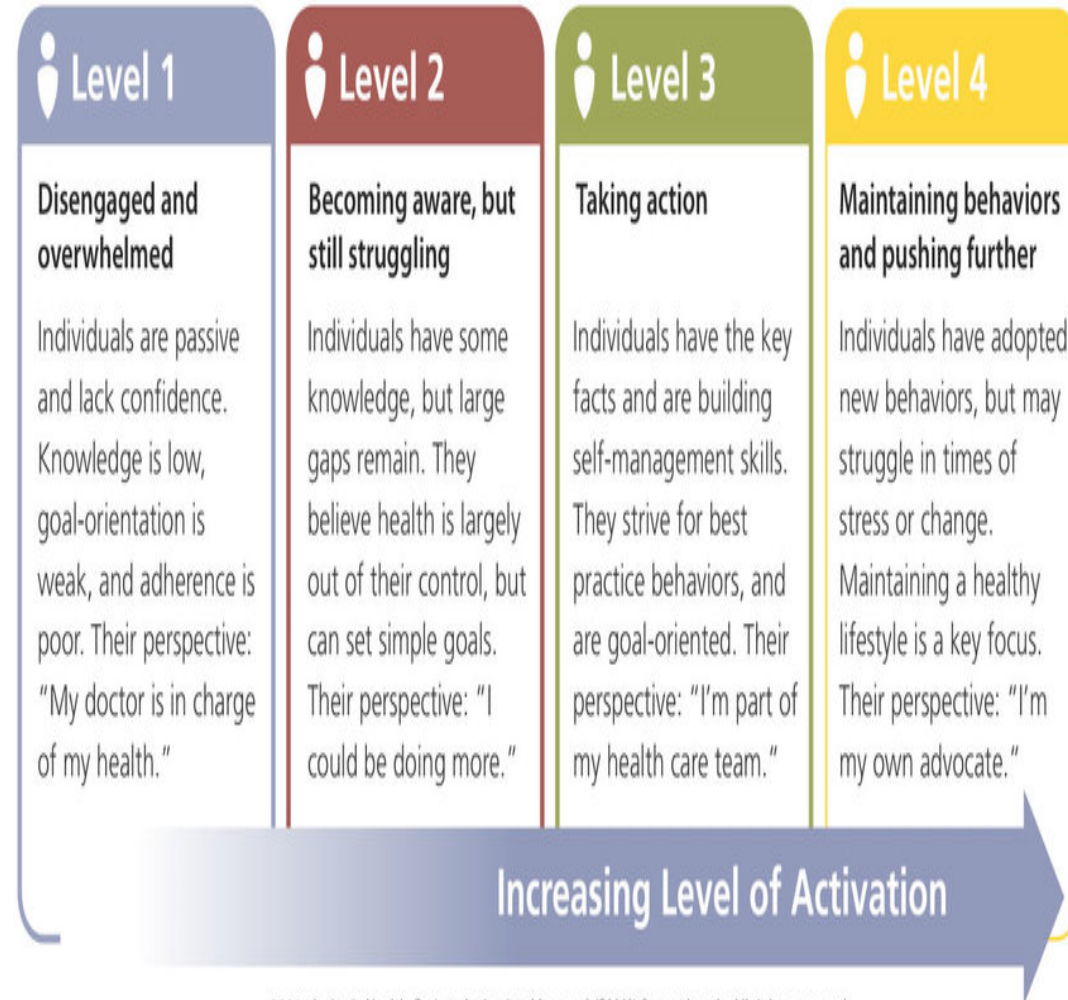 Level 1
Disengaged and
overwhelmed
Individuals are passive
and lack confidence.
Knowledge is low,
goal-orientation is
weak, and adherence is
poor. Their perspective:
“My doctor is in charge
of my health.”
Level 2
Becoming aware, but
still struggling
Individuals have some
knowledge, but large
gaps remain. They
believe health is largely
out of their control, but
can set simple goals.
Their perspective: “I
could be doing more.”
Level 3
Taking action
Individuals have the key
facts and are building
self-management skills.
They strive for best
practice behaviors, and
are goal-oriented. Their
perspective: “I’m part of
my health care team.”
Level 4
Maintaining behaviors
and pushing further
Individuals have adopted
new behaviors, but may
struggle in times of
stress or change.
Maintaining a healthy
lifestyle is a key focus.
Their perspective: “I’m
my own advocate.”
Increasing Level of Activation